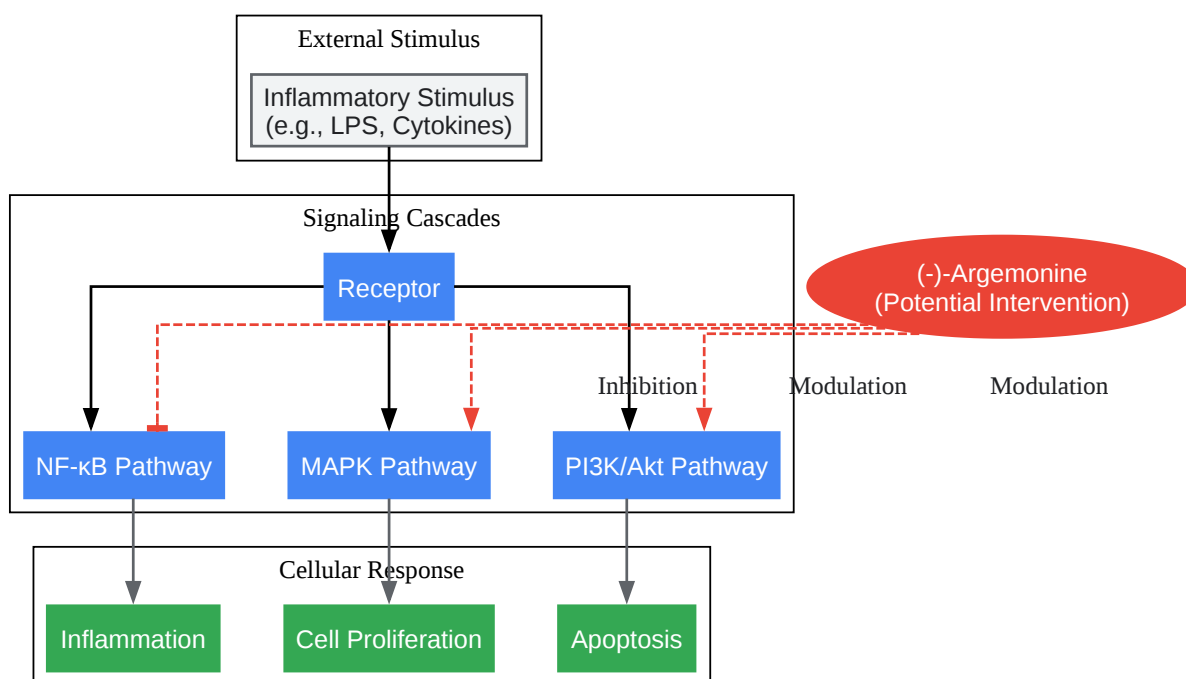 External Stimulus
Inflammatory Stimulus
(e.g., LPS, Cytokines)
Signaling Cascades
Receptor
(-)-Argemonine
(Potential Intervention)
Inhibition
Modulation
Modulation
NF-κB Pathway
MAPK Pathway
PI3K/Akt Pathway
Cellular Response
Inflammation
Cell Proliferation
Apoptosis